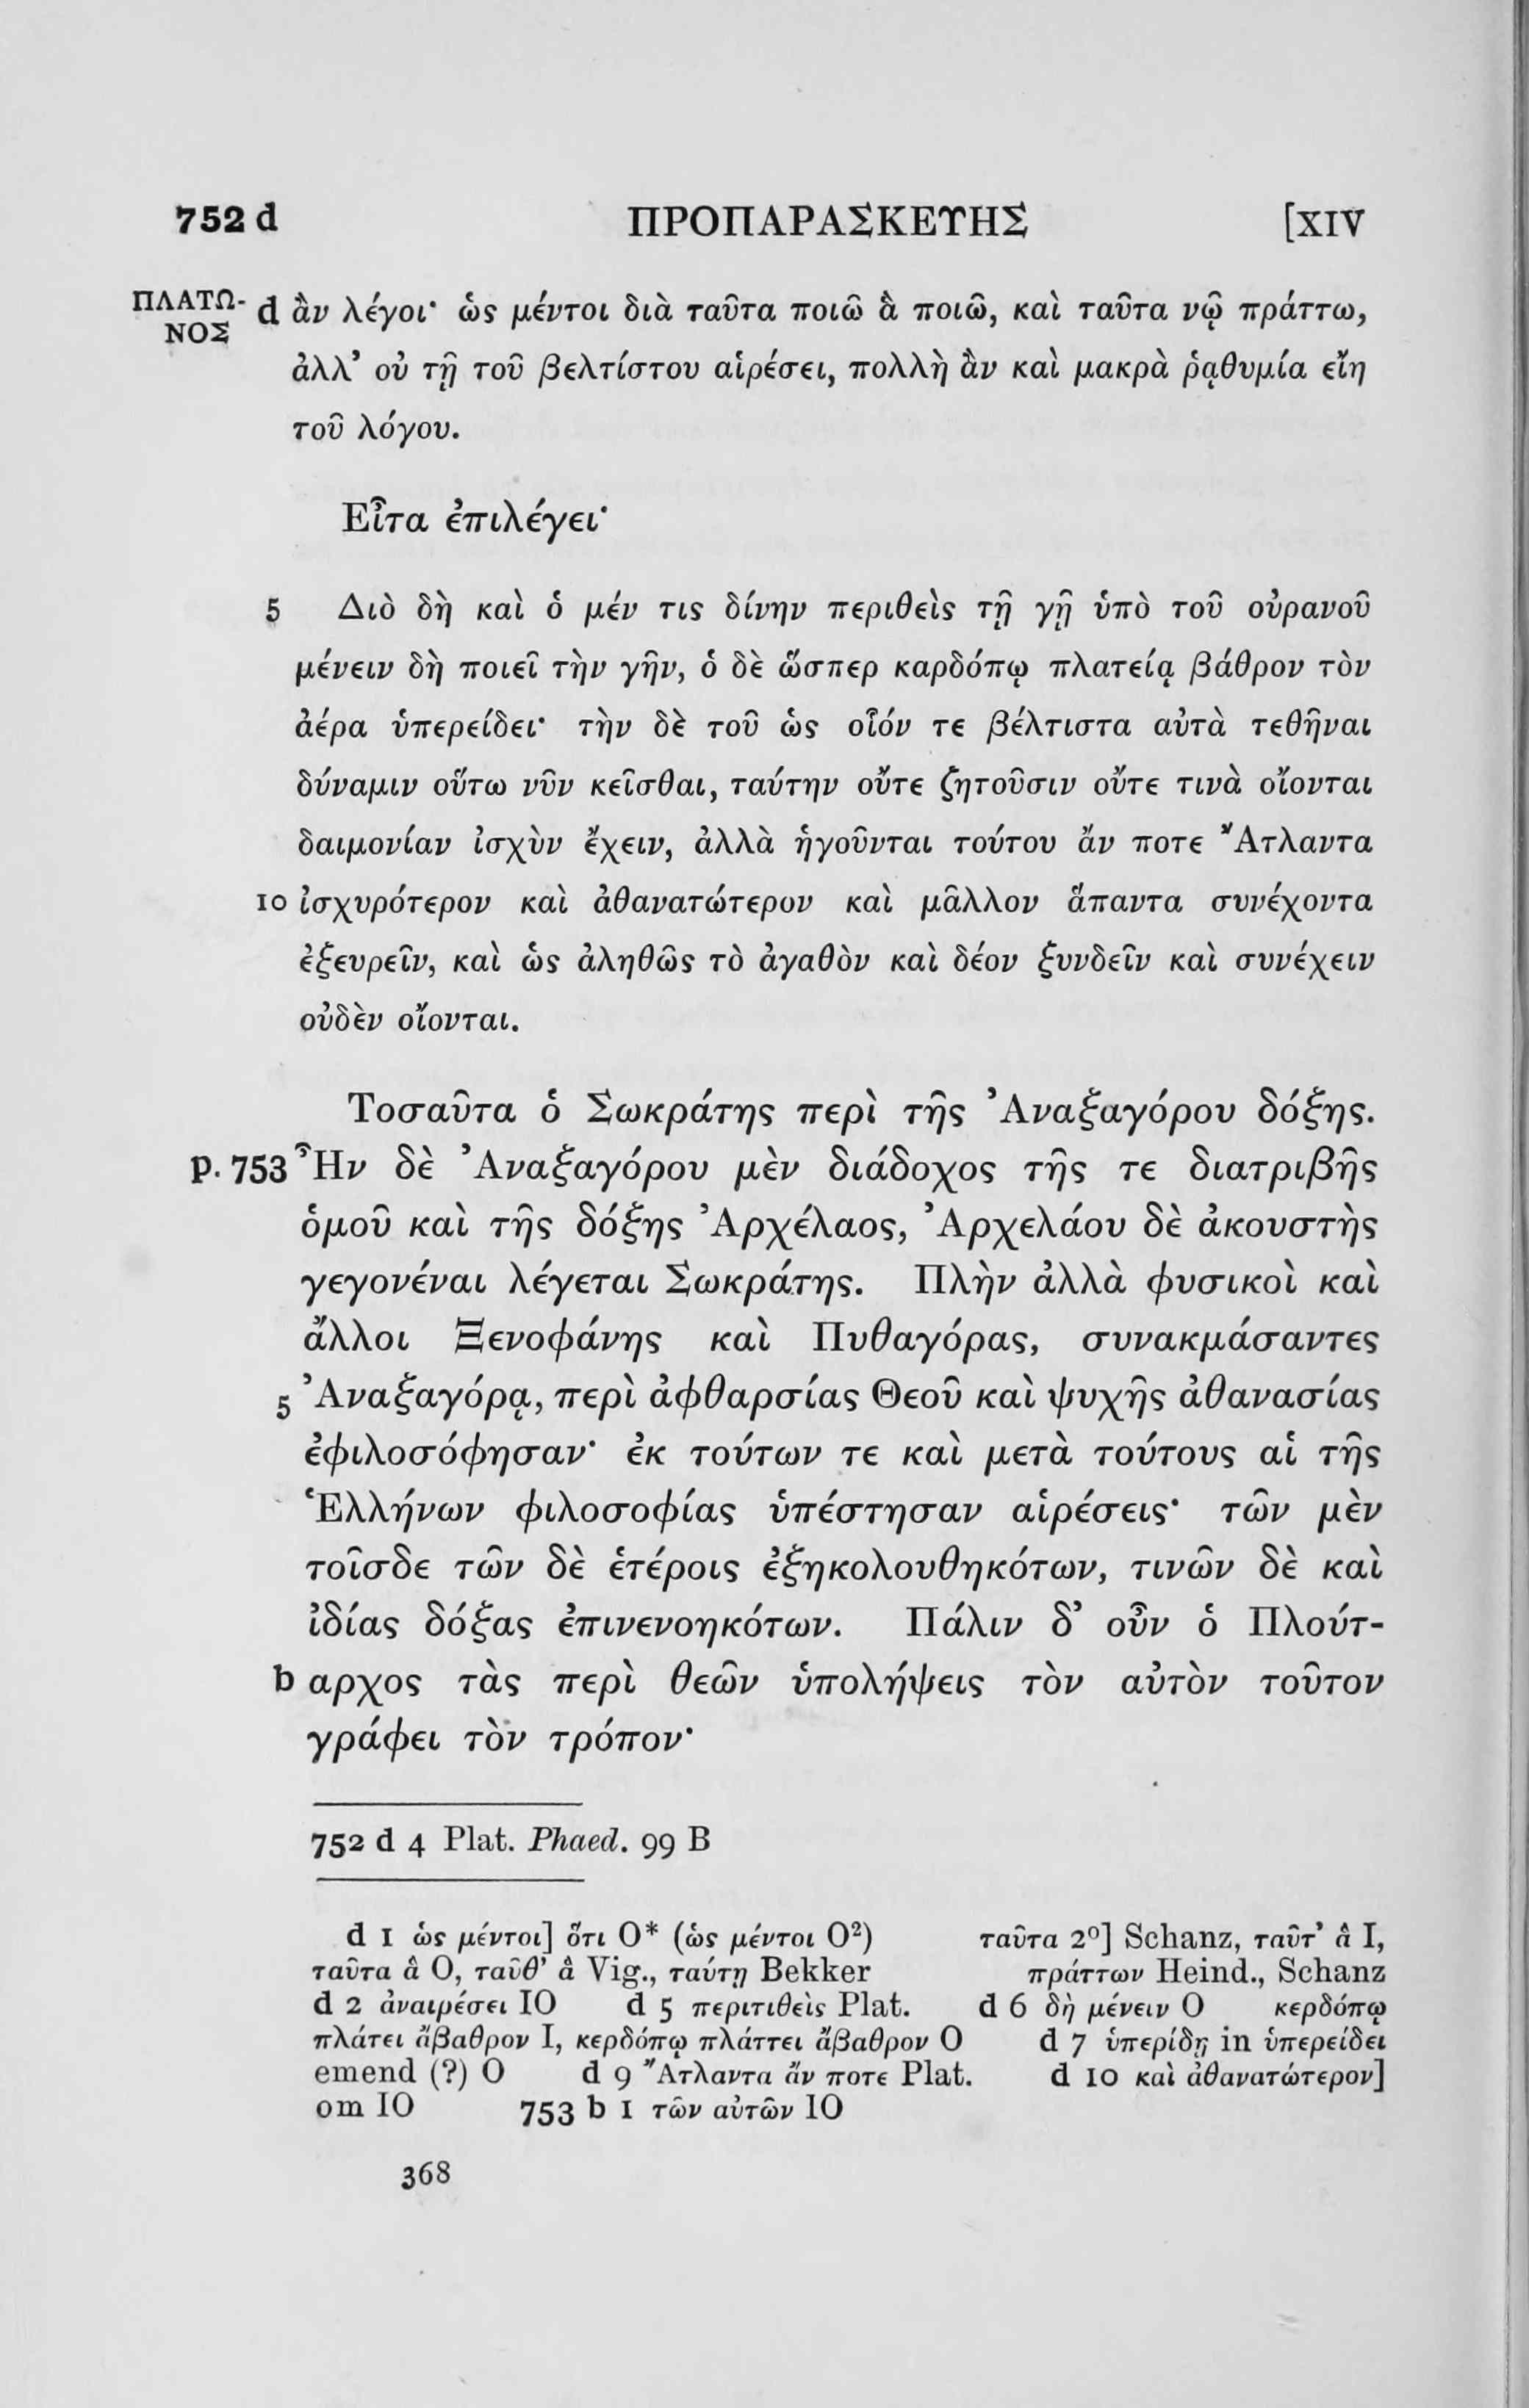 752 d ΠΡΟΠΑΡΑΣΚΕΥΗΣ [XIV
ΠΛΑΤΩ- d ἂν λέγοι· ὡς μέντοι διὰ ταῦτα ποιῶ ἃ ποιῶ, καὶ ταῦτα νῷ πράττω,
ΝΟΣ
ἀλλ’ οὐ τῇ τοῦ βελτίστου αἱρέσει, πολλὴ ἂν καὶ μακρὰ ῥᾳθυμία εἴη
τοῦ λόγου.
Εἶτα ἐπιλέγει·
5 Διὸ δὴ καὶ ὁ μέν τις δίνην περιθεὶς τῇ γῇ ὑπὸ τοῦ οὐρανοῦ
μένειν δὴ ποιεῖ τὴν γῆν, ὁ δὲ ὥσπερ καρδόπῳ πλατείᾳ βάθρον τὸν
ἀέρα ὑπερείδει· τὴν δὲ τοῦ ὡς οἷόν τε βέλτιστα αὐτὰ τεθῆναι
δύναμιν οὕτω νῦν κεῖσθαι, ταύτην οὔτε ζητοῦσιν οὔτε τινὰ οἴονται
δαιμονίαν ἰσχὺν ἔχειν, ἀλλὰ ἡγοῦνται τούτου ἄν ποτε Ἄτλαντα
10 ἰσχυρότερον καὶ ἀθανατώτερον καὶ μᾶλλον ἅπαντα συνέχοντα
ἐξευρεῖν, καὶ ὡς ἀληθῶς τὸ ἀγαθὸν καὶ δέον ξυνδεῖν καὶ συνέχειν
οὐδὲν οἴονται.
Τοσαῦτα ὁ Σωκράτης περὶ τῆς Ἀναξαγόρου δόξης.
p. 753 Ἦν δὲ Ἀναξαγόρου μὲν διάδοχος τῆς τε διατριβῆς
ὁμοῦ καὶ τῆς δόξης Ἀρχέλαος, Ἀρχελάου δὲ ἀκουστὴς
γεγονέναι λέγεται Σωκράτης. Πλὴν ἀλλὰ φυσικοὶ καὶ
ἄλλοι Ξενοφάνης καὶ Πυθαγόρας, συνακμάσαντες
5 Ἀναξαγόρᾳ, περὶ ἀφθαρσίας Θεοῦ καὶ ψυχῆς ἀθανασίας
ἐφιλοσόφησαν· ἐκ τούτων τε καὶ μετὰ τούτους αἱ τῆς
Ἑλλήνων φιλοσοφίας ὑπέστησαν αἱρέσεις· τῶν μὲν
τοῖσδε τῶν δὲ ἑτέροις ἐξηκολουθηκότων, τινῶν δὲ καὶ
ἰδίας δόξας ἐπινενοηκότων. Πάλιν δ’ οὖν ὁ Πλούτ-
b αρχος τὰς περὶ θεῶν ὑπολήψεις τὸν αὐτὸν τοῦτον
γράφει τὸν τρόπον·
752 d 4 Plat. Phaed. 99 B
d 1 ὡς μέντοι] ὅτι O* (ὡς μέντοι O²) ταῦτα 2º] Schanz, ταῦτ’ ἃ I,
ταῦτα ἃ O, ταῦθ’ ἃ Vig., ταύτῃ Bekker πράττων Heind., Schanz
d 2 ἀναιρέσει IO d 5 περιτιθεὶς Plat. d 6 δὴ μένειν O κερδόπῳ
πλάτει ἄβαθρον I, κερδόπῳ πλάττει ἄβαθρον O d 7 ὑπερίδῃ in ὑπερείδει
emend (?) O d 9 Ἄτλαντα ἄν ποτε Plat. d 10 καὶ ἀθανατώτερον]
om IO 753 b 1 τῶν αὐτῶν IO
368